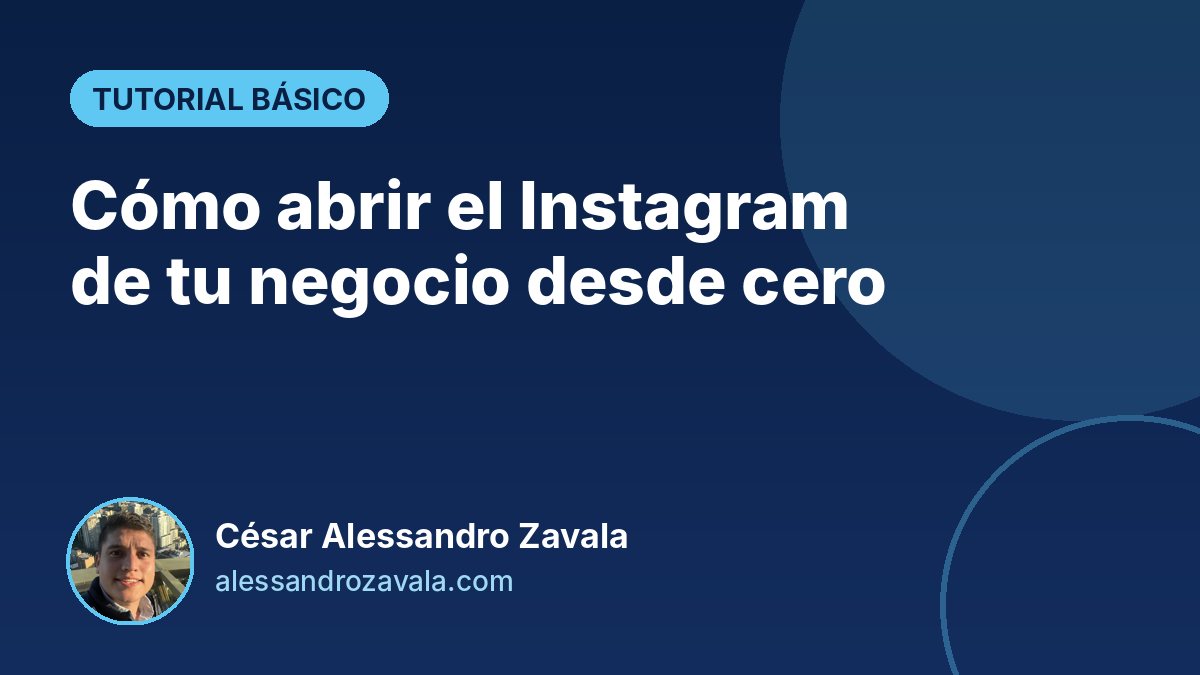 TUTORIAL BÁSICO
Cómo abrir el Instagram
de tu negocio desde cero
César Alessandro Zavala
alessandrozavala.com